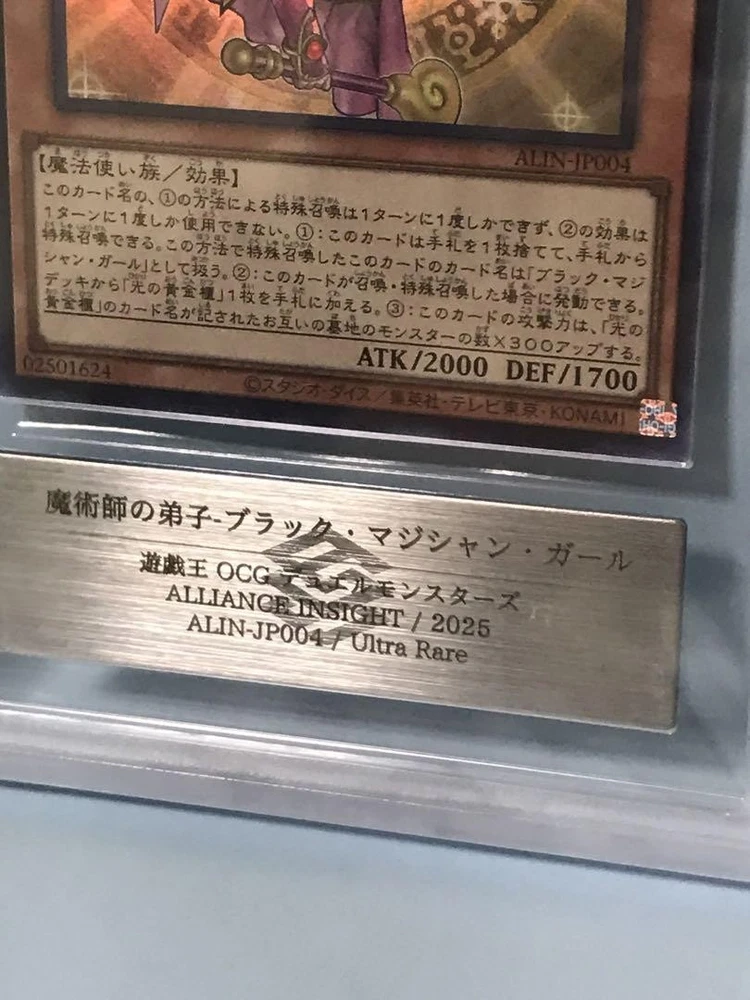 ALIN-JP004
【魔法使い族／効果】
このカード名の、①の方法による特殊召喚は1ターンに1度しかできず、②の効果は
1ターンに1度しか使用できない。①：このカードは手札を1枚捨てて、手札から
特殊召喚できる。この方法で特殊召喚したこのカードのカード名は「ブラック・マジ
シャン・ガール」として扱う。②：このカードが召喚・特殊召喚した場合に発動できる。
デッキから「光の黄金櫃」1枚を手札に加える。③：このカードの攻撃力は、「光の
黄金櫃」のカード名が記されたお互いの墓地のモンスターの数×300アップする。
ATK/2000 DEF/1700
02501624
©スタジオ・ダイス／集英社・テレビ東京・KONAMI
魔術師の弟子-ブラック・マジシャン・ガール
遊戯王 OCG デュエルモンスターズ
ALLIANCE INSIGHT / 2025
ALIN-JP004 / Ultra Rare